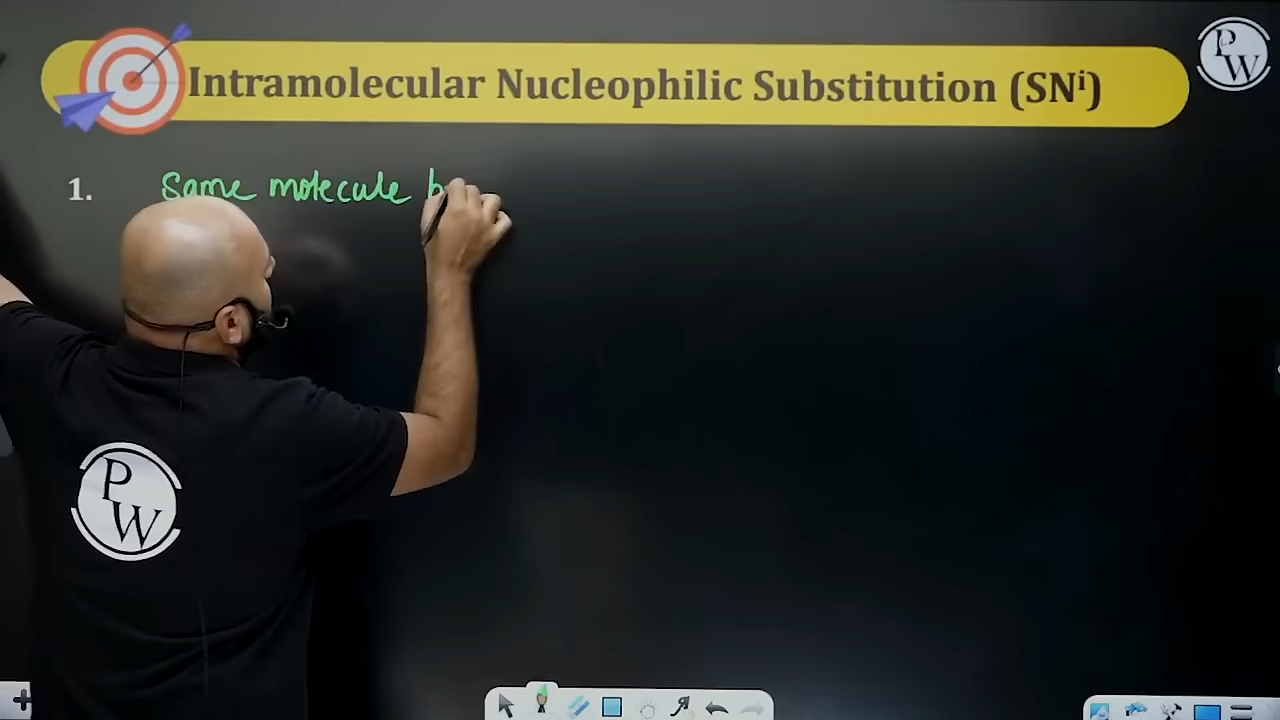 Intramolecular Nucleophilic Substitution (SNⁱ)
PW
1. Same molecule
PW